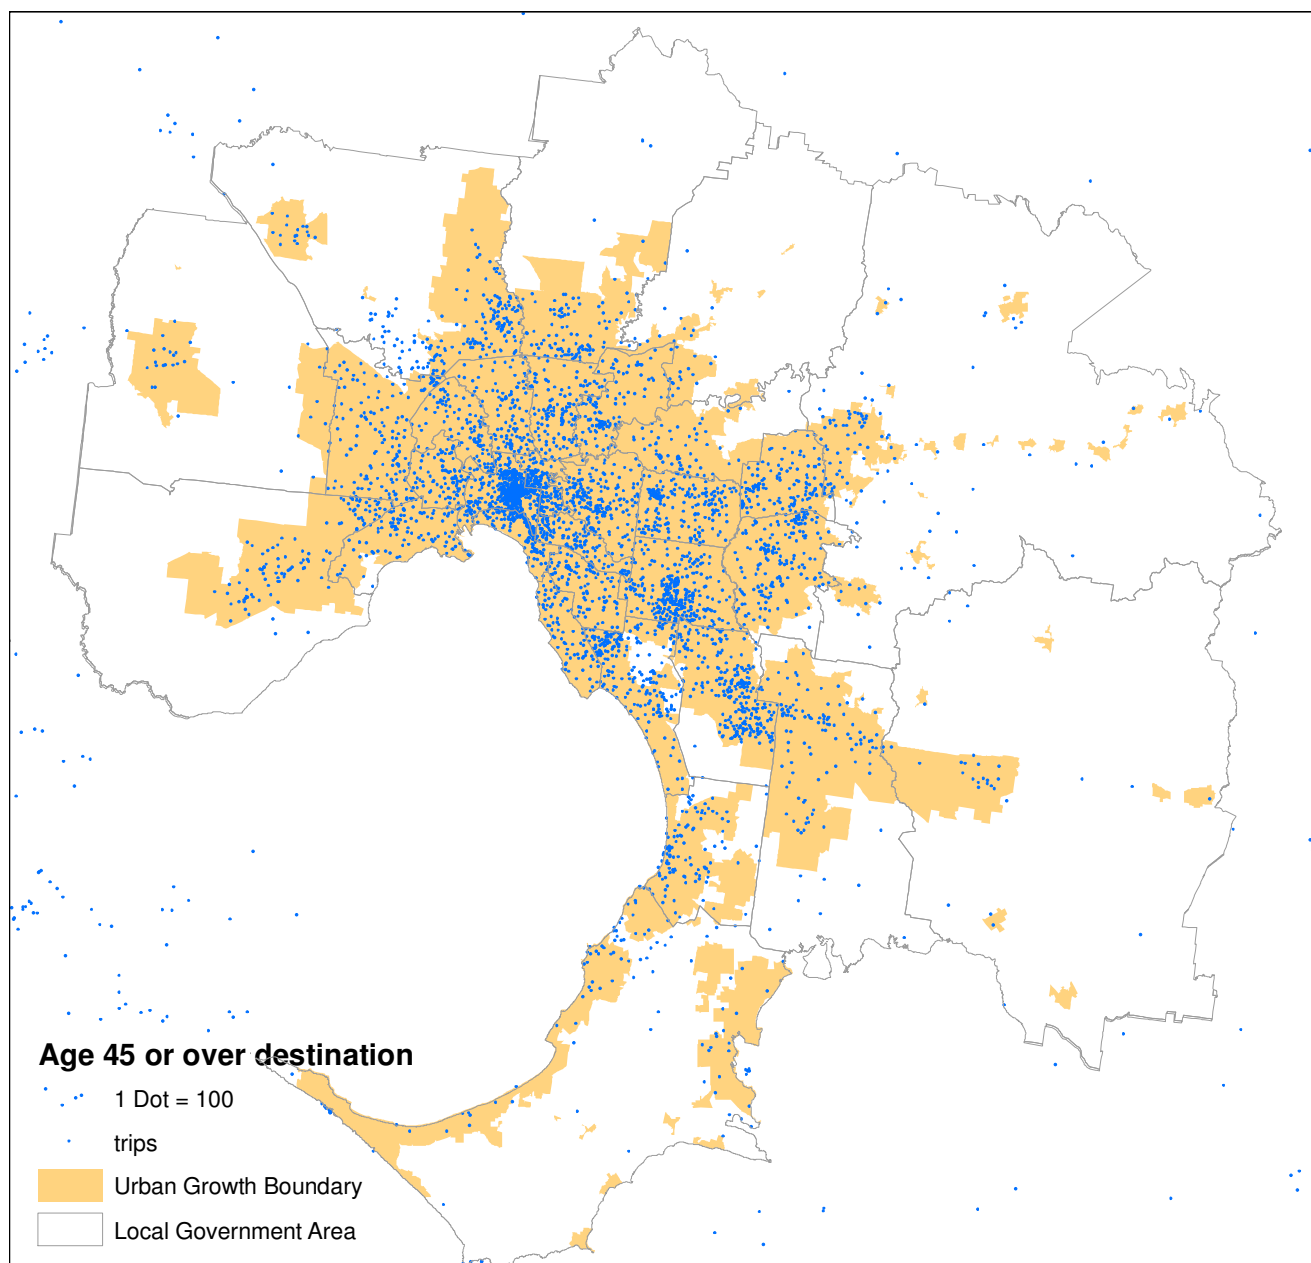 Age 45 or over destination
1 Dot = 100
trips
Urban Growth Boundary
Local Government Area